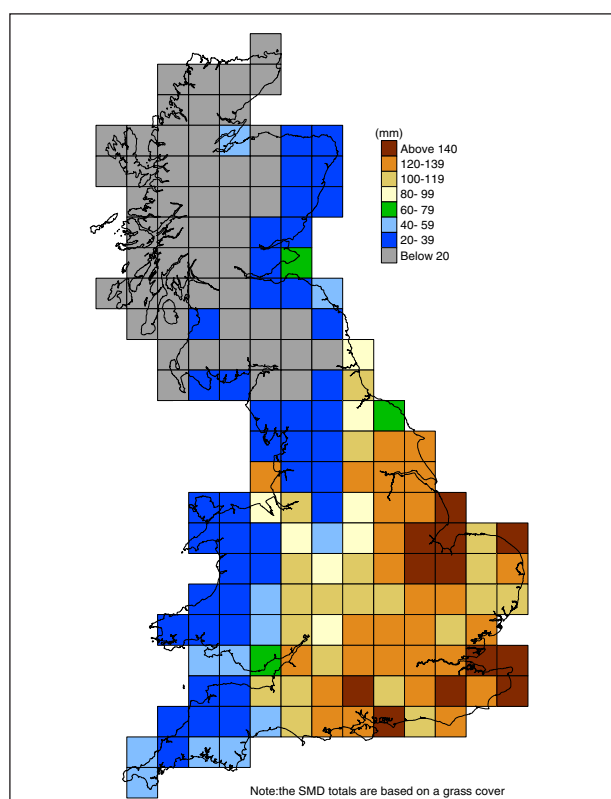 (mm)
Above 140
120-139
100-119
80- 99
60- 79
40- 59
20- 39
Below 20
Note:the SMD totals are based on a grass cover